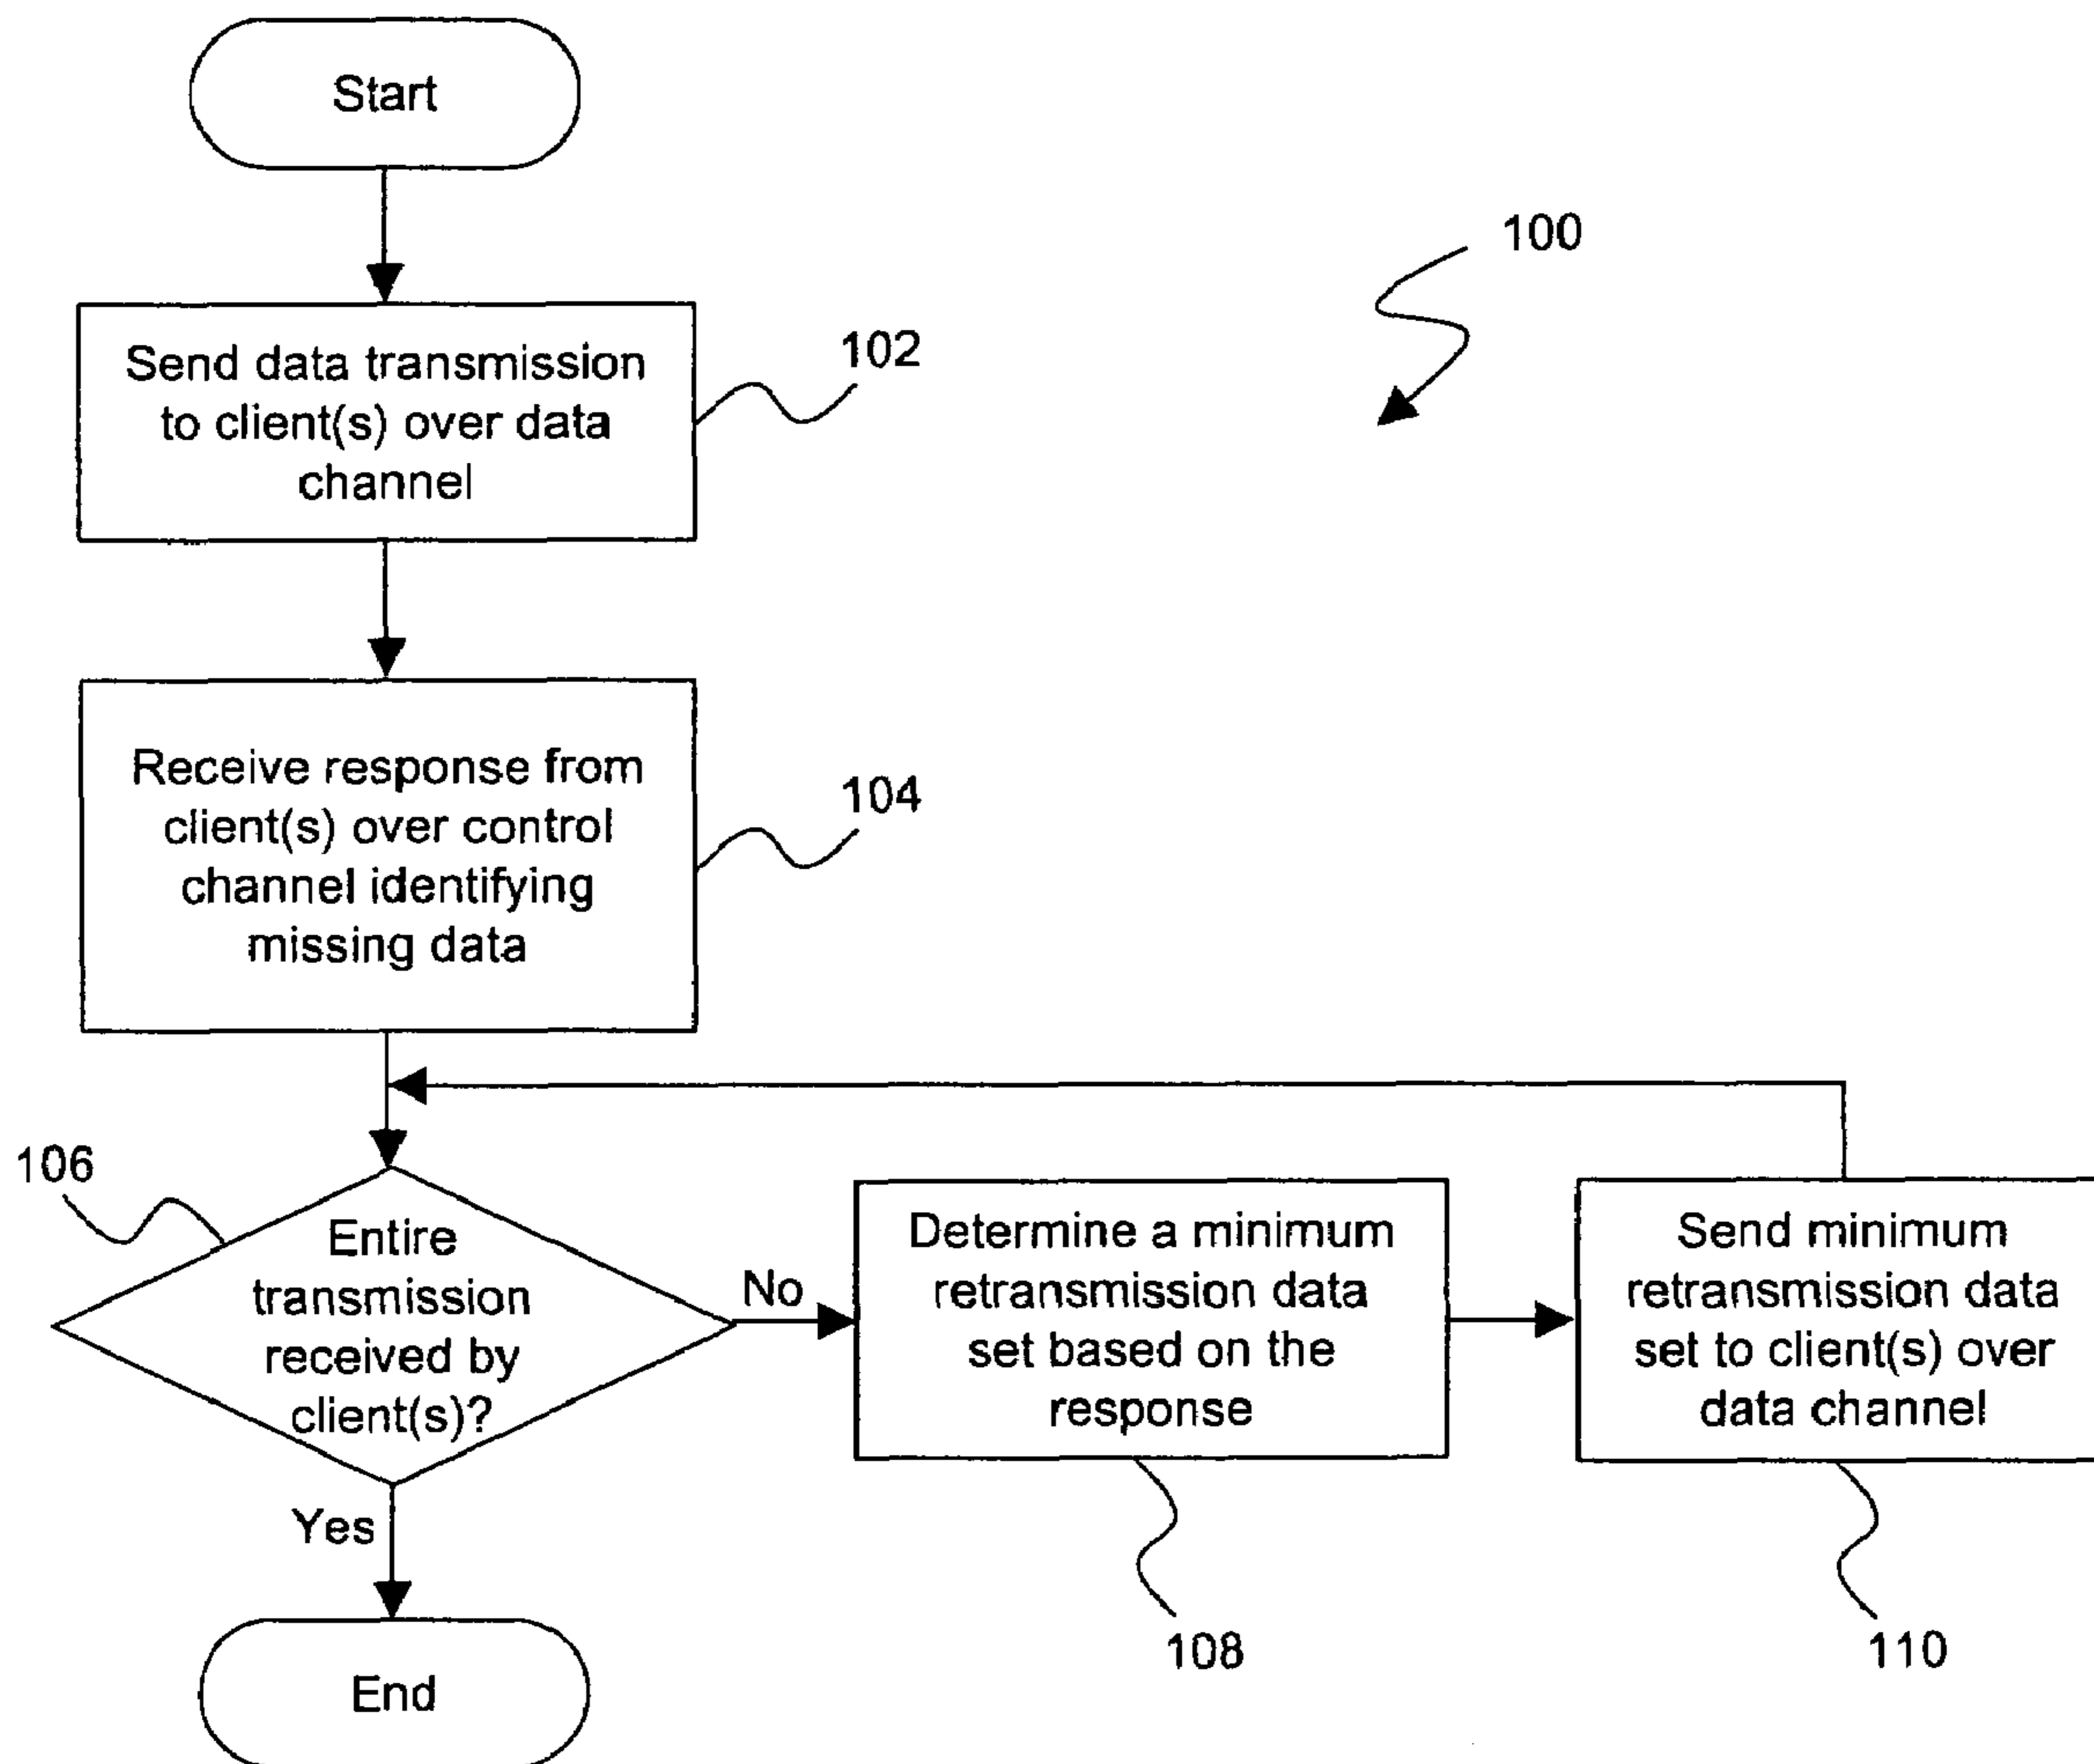 Start
100
Send data transmission
to client(s) over data
channel
102
Receive response from
client(s) over control
channel identifying
missing data
104
106
Entire
transmission
received by
client(s)?
No
Determine a minimum
retransmission data
set based on the
response
Send minimum
retransmission data
set to client(s) over
data channel
Yes
108
110
End